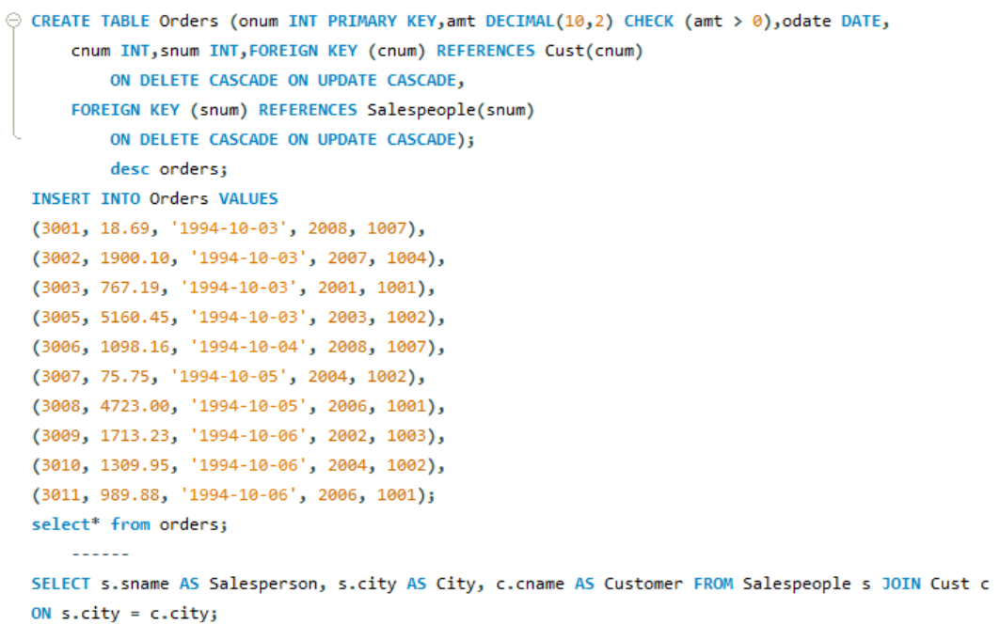 CREATE TABLE Orders (onum INT PRIMARY KEY,amt DECIMAL(10,2) CHECK (amt > 0),odate DATE,
cnum INT,snum INT,FOREIGN KEY (cnum) REFERENCES Cust(cnum)
ON DELETE CASCADE ON UPDATE CASCADE,
FOREIGN KEY (snum) REFERENCES Salespeople(snum)
ON DELETE CASCADE ON UPDATE CASCADE);
desc orders;
INSERT INTO Orders VALUES
(3001, 18.69, '1994-10-03', 2008, 1007),
(3002, 1900.10, '1994-10-03', 2007, 1004),
(3003, 767.19, '1994-10-03', 2001, 1001),
(3005, 5160.45, '1994-10-03', 2003, 1002),
(3006, 1098.16, '1994-10-04', 2008, 1007),
(3007, 75.75, '1994-10-05', 2004, 1002),
(3008, 4723.00, '1994-10-05', 2006, 1001),
(3009, 1713.23, '1994-10-06', 2002, 1003),
(3010, 1309.95, '1994-10-06', 2004, 1002),
(3011, 989.88, '1994-10-06', 2006, 1001);
select* from orders;
------
SELECT s.sname AS Salesperson, s.city AS City, c.cname AS Customer FROM Salespeople s JOIN Cust c
ON s.city = c.city;